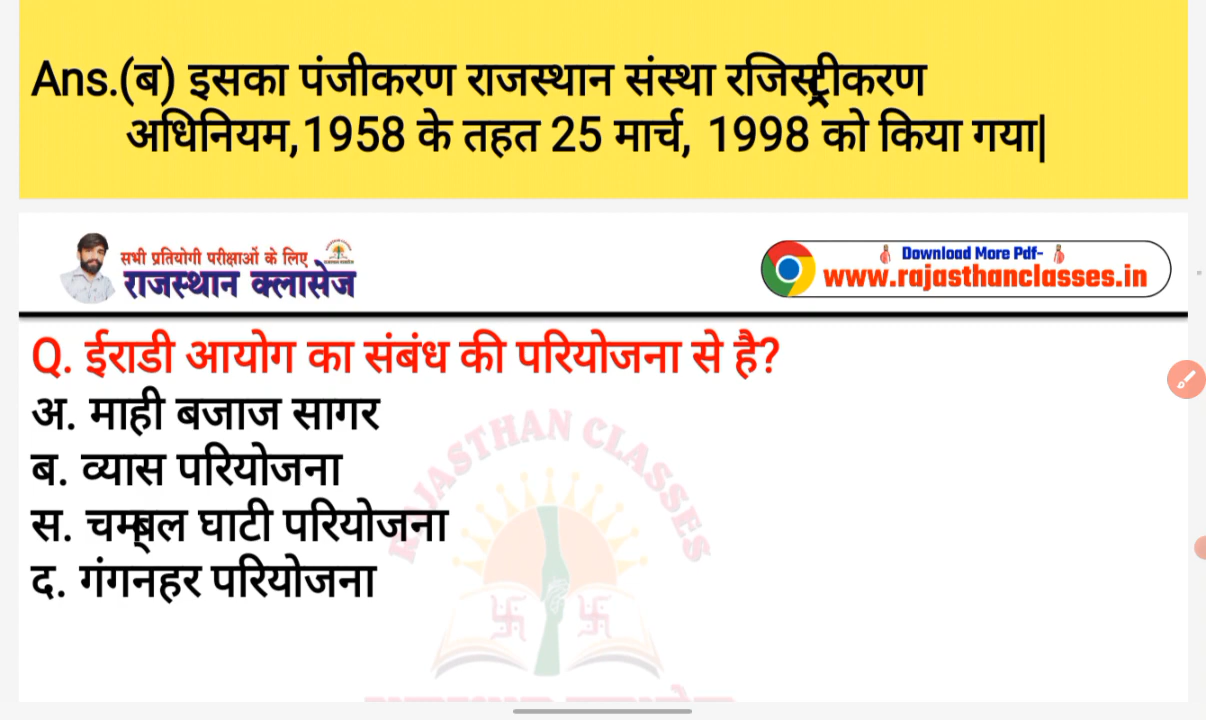 Ans.(ब) इसका पंजीकरण राजस्थान संस्था रजिस्ट्रीकरण
अधिनियम,1958 के तहत 25 मार्च, 1998 को किया गया|
सभी प्रतियोगी परीक्षाओं के लिए
राजस्थान क्लासेज
Download More Pdf-
www.rajasthanclasses.in
Q. ईराडी आयोग का संबंध की परियोजना से है?
अ. माही बजाज सागर
ब. व्यास परियोजना
स. चम्बल घाटी परियोजना
द. गंगनहर परियोजना
RAJASTHAN CLASSES